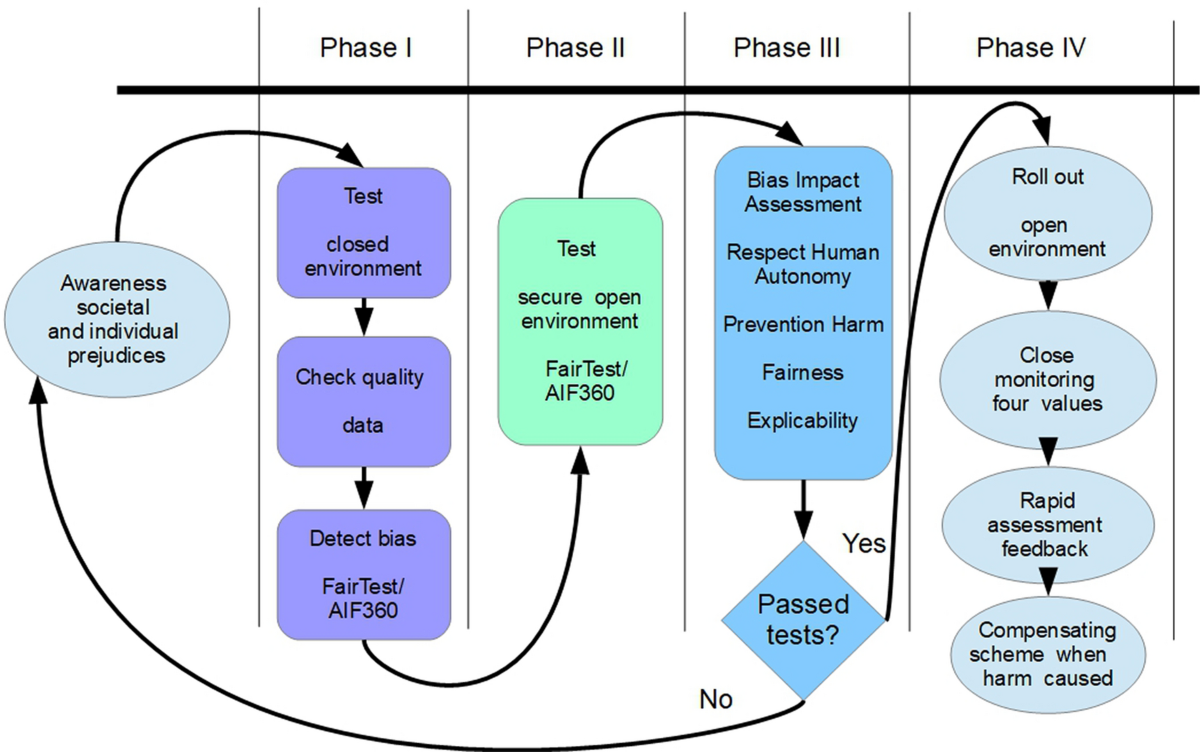 Phase I
Phase II
Phase III
Phase IV
Awareness
societal
and individual
prejudices
Test
closed
environment
Check quality
data
Detect bias
FairTest/
AIF360
Test
secure open
environment
FairTest/
AIF360
Bias Impact
Assessment
Respect Human
Autonomy
Prevention Harm
Fairness
Explicability
Passed
tests?
Yes
No
Roll out
open
environment
Close
monitoring
four values
Rapid
assessment
feedback
Compensating
scheme when
harm caused